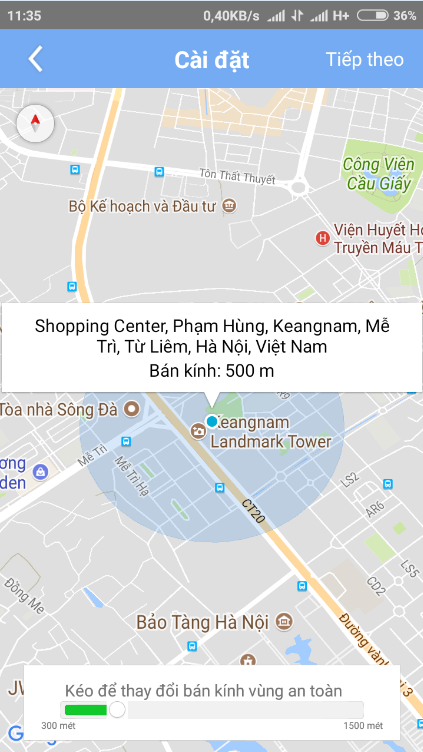 11:35 0,40KB/s H+ 36%
Cài đặt Tiếp theo
Công Viên
Cầu Giấy
Tôn Thất Thuyết
Bộ Kế hoạch và Đầu tư
Viện Huyết Họ
Truyền Máu T
Shopping Center, Phạm Hùng, Keangnam, Mễ
Trì, Từ Liêm, Hà Nội, Việt Nam
Bán kính: 500 m
Tòa nhà Sông Đà
Keangnam
Landmark Tower
ơng
den
Mễ Trì
Mễ Trì Hạ
CT20
LS2
AR6
LS5
CD2
Đồng Me
Bảo Tàng Hà Nội
Đường vành
i 3
JW
Kéo để thay đổi bán kính vùng an toàn
300 mét 1500 mét